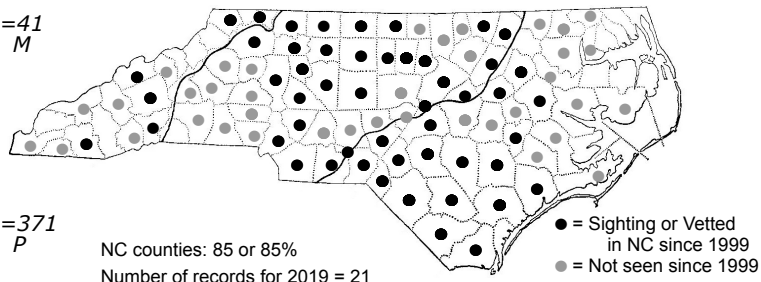 =41
M
=371
P
NC counties: 85 or 85%
Number of records for 2019 = 21
= Sighting or Vetted
in NC since 1999
= Not seen since 1999